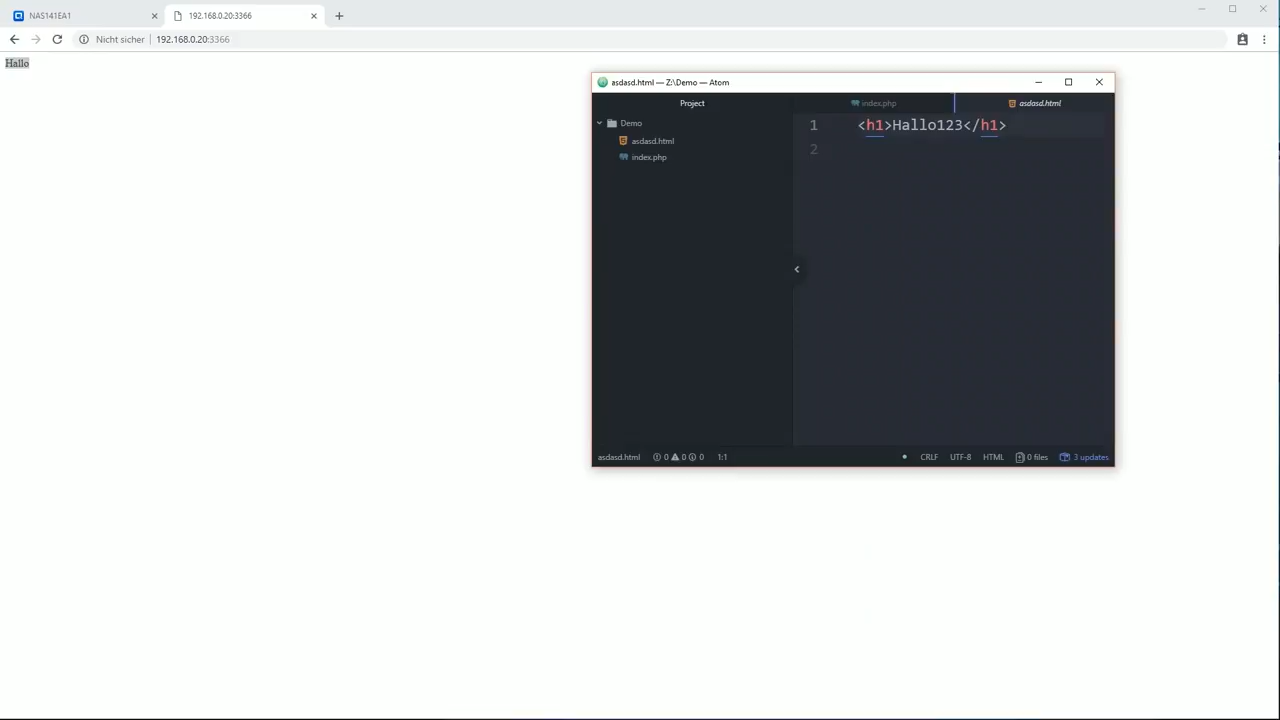 NAS141EA1
192.168.0.20:3366
Nicht sicher
192.168.0.20:3366
Hallo
asdasd.html — Z:\Demo — Atom
Project
index.php
asdasd.html
Demo
asdasd.html
index.php
1 <h1>Hallo123</h1>
2
asdasd.html 0 0 0 1:1 CRLF UTF-8 HTML 0 files 3 updates